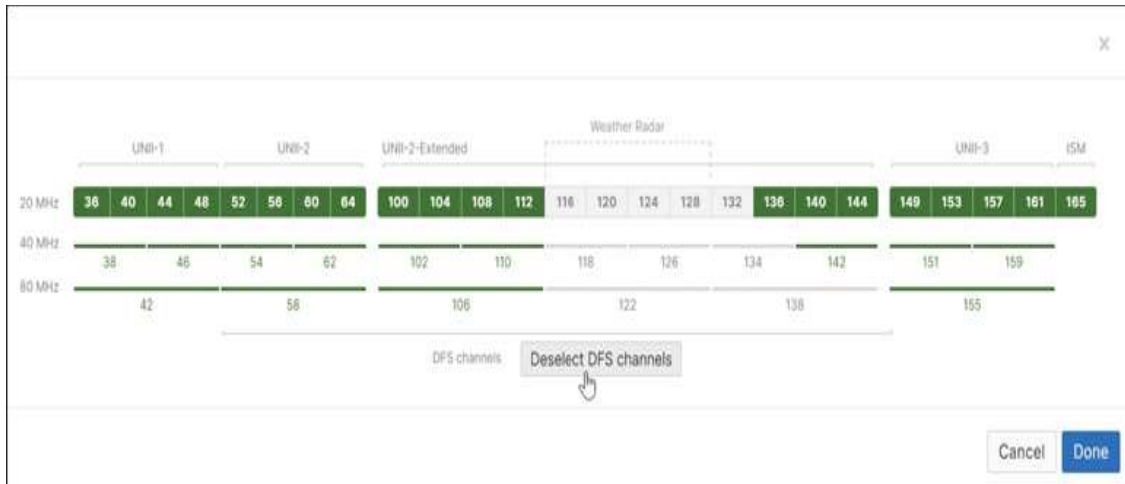 X
Weather Radar
UNII-1 UNII-2 UNII-2-Extended UNII-3 ISM
20 MHz 36 40 44 48 52 56 60 64 100 104 108 112 116 120 124 128 132 136 140 144 149 153 157 161 165
40 MHz
38 46 54 62 102 110 118 126 134 142 151 159
80 MHz
42 58 106 122 138 155
DFS channels Deselect DFS channels
Cancel Done